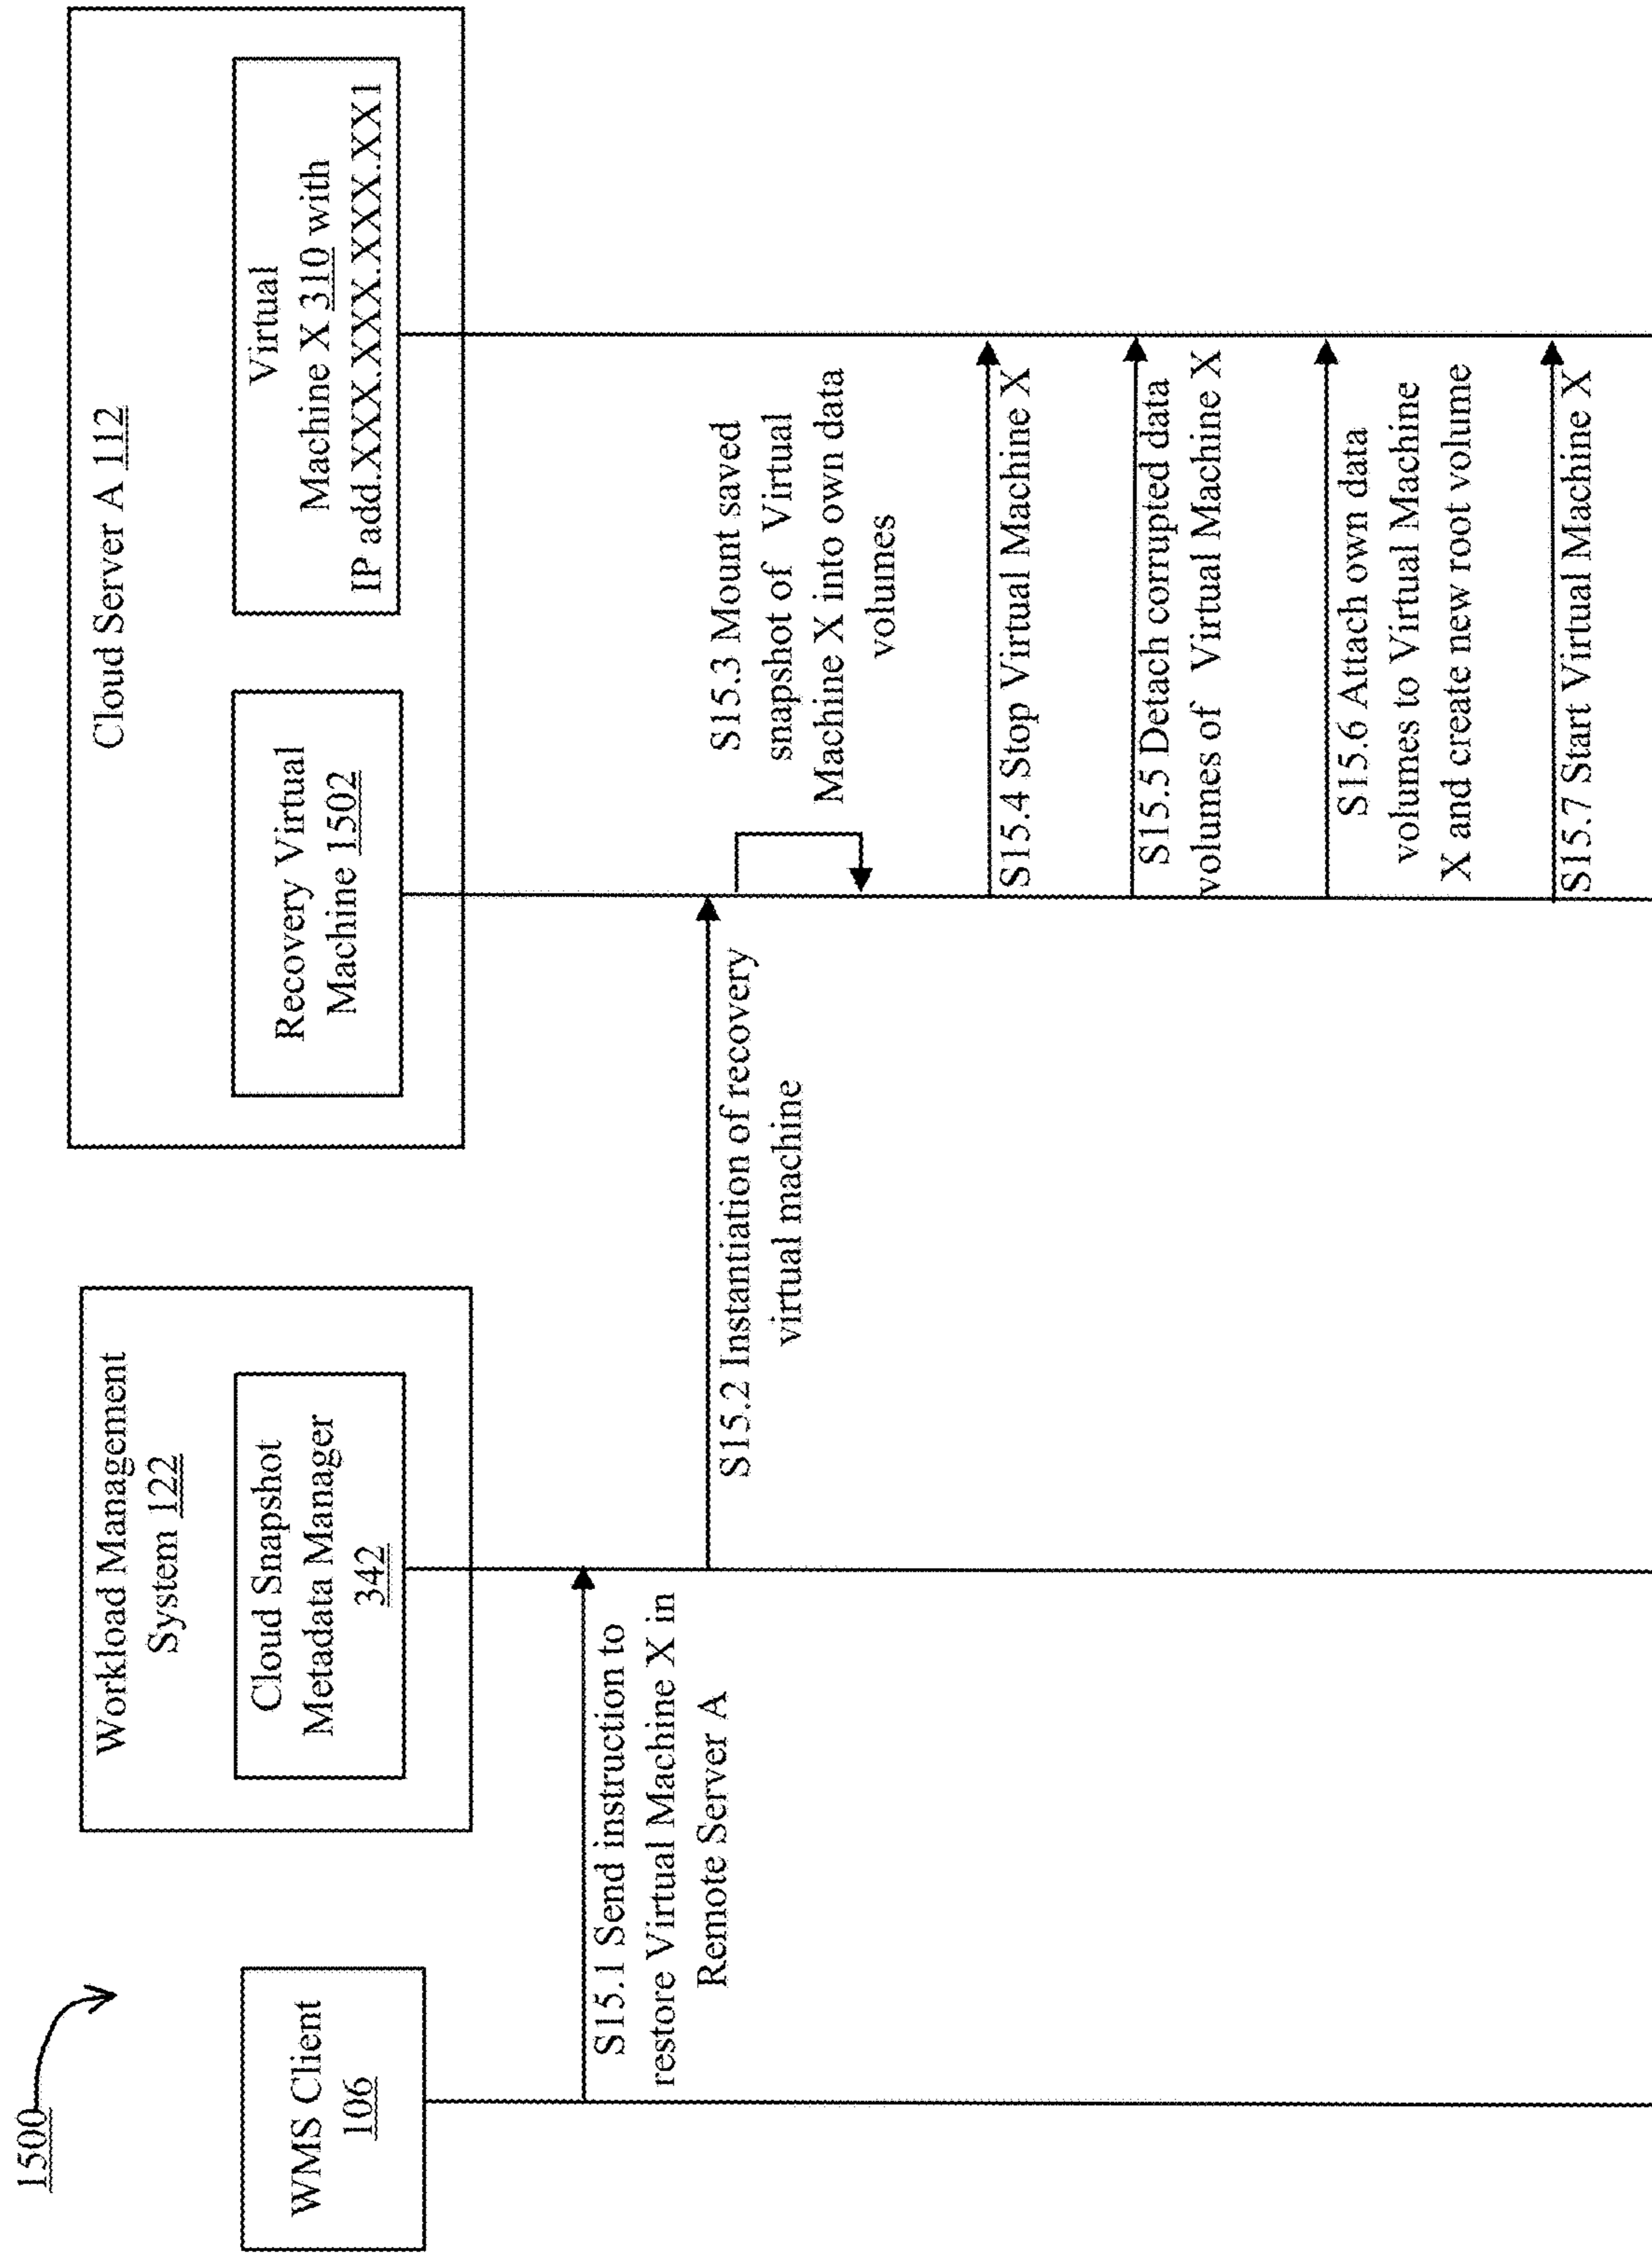 1500
WMS Client
106
Workload Management
System 122
Cloud Snapshot
Metadata Manager
342
Cloud Server A 112
Recovery Virtual
Machine 1502
Virtual
Machine X 310 with
IP add.XXX.XXX.XXX.XX1
S15.1 Send instruction to
restore Virtual Machine X in
Remote Server A
S15.2 Instantiation of recovery
virtual machine
S15.3 Mount saved
snapshot of Virtual
Machine X into own data
volumes
S15.4 Stop Virtual Machine X
S15.5 Detach corrupted data
volumes of Virtual Machine X
S15.6 Attach own data
volumes to Virtual Machine
X and create new root volume
S15.7 Start Virtual Machine X